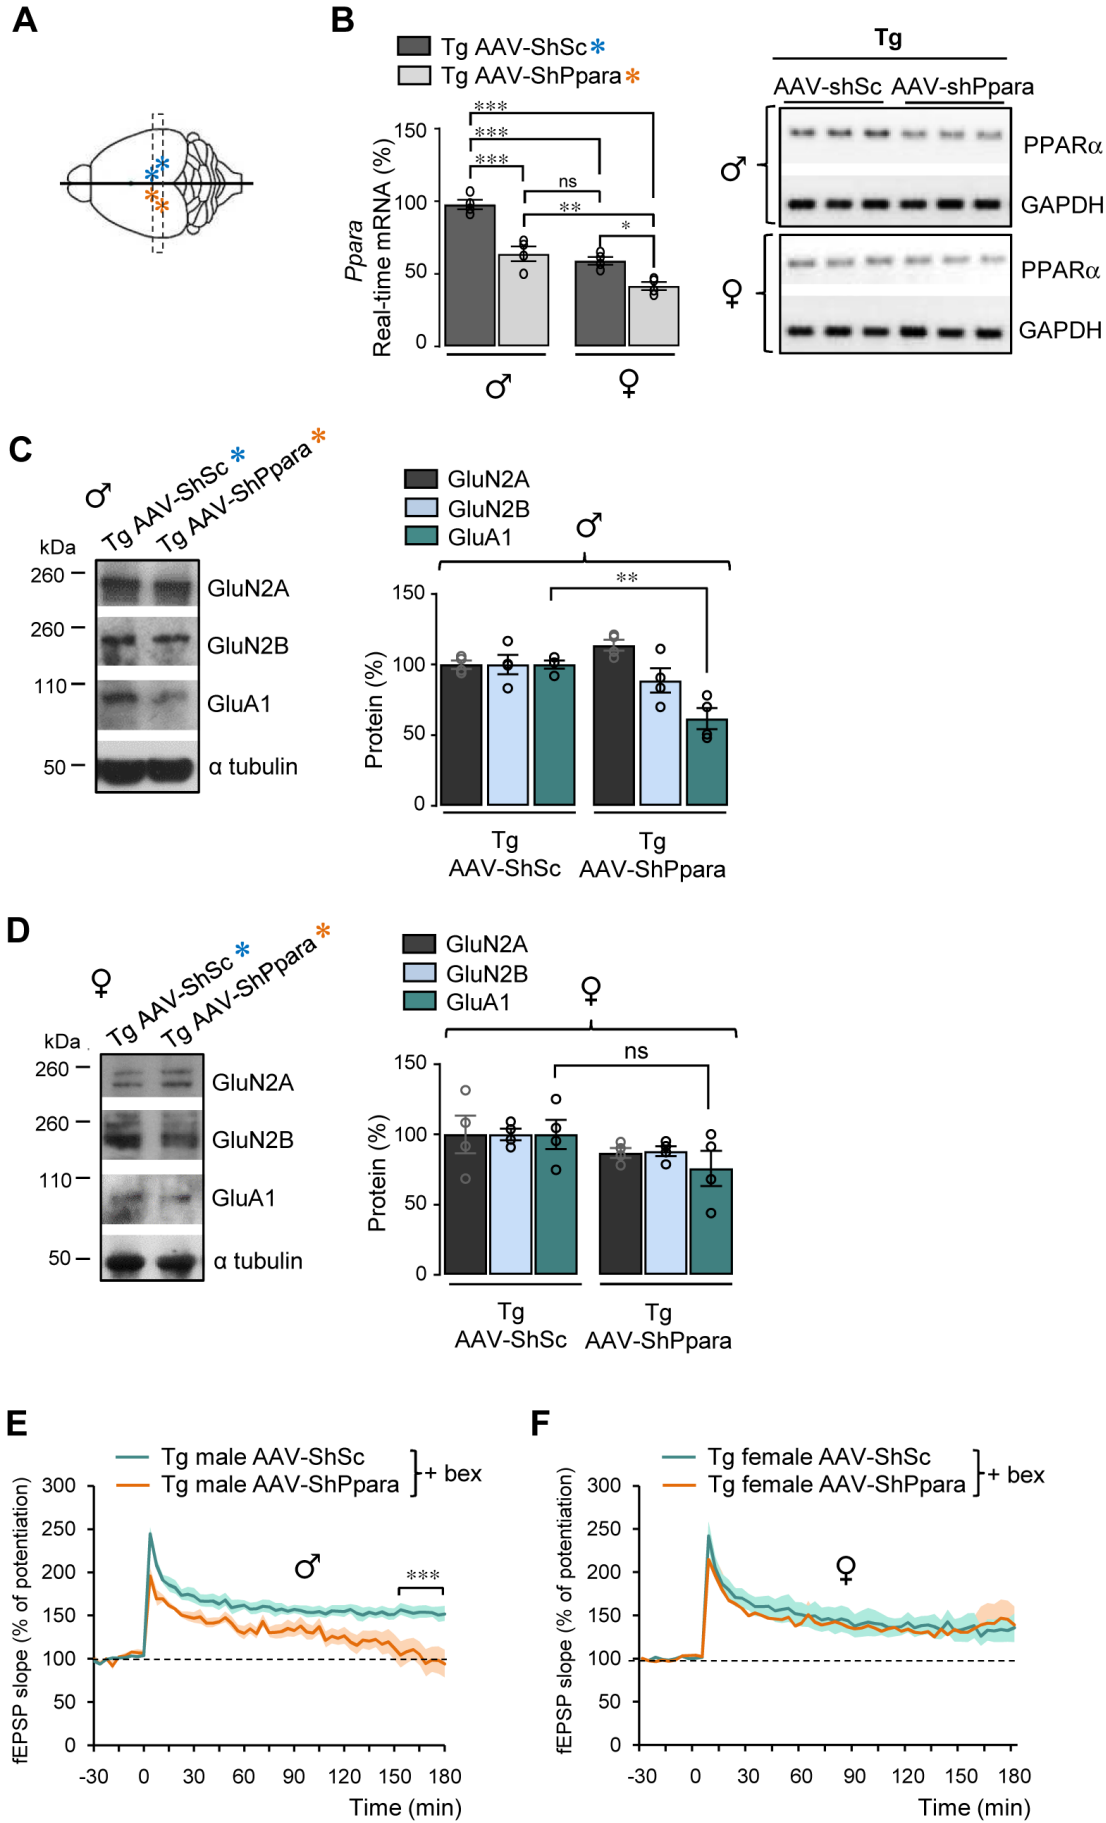 A
B
Tg AAV-ShSc*
Tg AAV-ShPpara*
Ppara
Real-time mRNA (%)
150
100
50
0
***
***
***
ns
**
*
♂
♀
Tg
AAV-shSc AAV-shPpara
♂
PPARα
GAPDH
♀
PPARα
GAPDH
C
♂
Tg AAV-ShSc*
Tg AAV-ShPpara*
kDa
260
GluN2A
260
GluN2B
110
GluA1
50
α tubulin
GluN2A
GluN2B
GluA1
♂
**
Protein (%)
150
100
50
0
Tg
AAV-ShSc
Tg
AAV-ShPpara
D
♀
Tg AAV-ShSc*
Tg AAV-ShPpara*
kDa
260
GluN2A
260
GluN2B
110
GluA1
50
α tubulin
GluN2A
GluN2B
GluA1
♀
ns
Protein (%)
150
100
50
0
Tg
AAV-ShSc
Tg
AAV-ShPpara
E
Tg male AAV-ShSc
Tg male AAV-ShPpara
+ bex
fEPSP slope (% of potentiation)
300
250
200
150
100
50
0
♂
***
-30 0 30 60 90 120 150 180
Time (min)
F
Tg female AAV-ShSc
Tg female AAV-ShPpara
+ bex
fEPSP slope (% of potentiation)
300
250
200
150
100
50
0
♀
-30 0 30 60 90 120 150 180
Time (min)